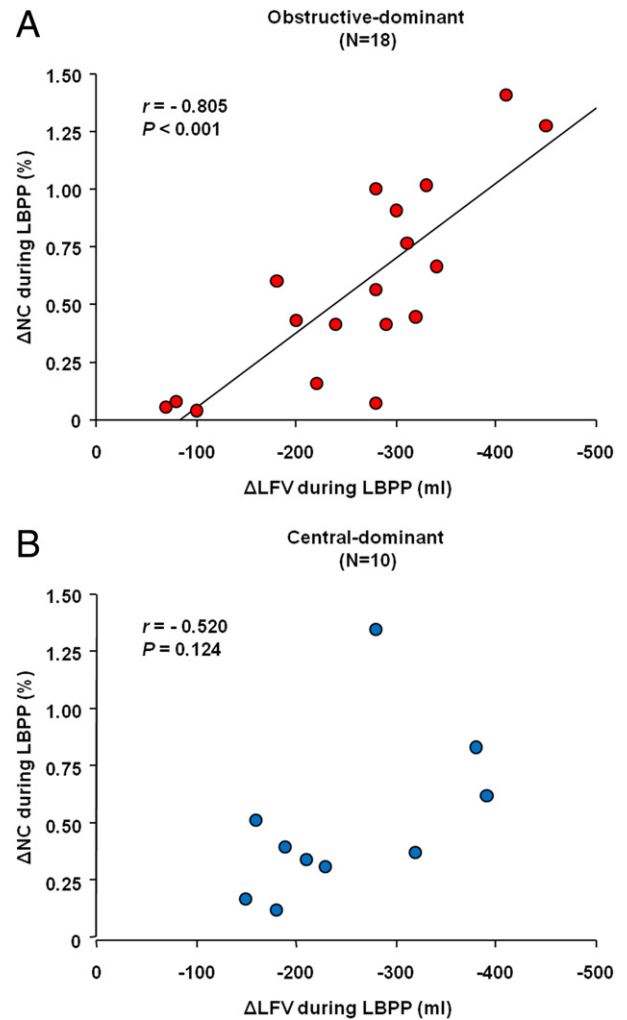 A
Obstructive-dominant
(N=18)
r = - 0.805
P < 0.001
ΔNC during LBPP (%)
1.50
1.25
1.00
0.75
0.50
0.25
0
0 -100 -200 -300 -400 -500
ΔLFV during LBPP (ml)
B
Central-dominant
(N=10)
r = - 0.520
P = 0.124
ΔNC during LBPP (%)
1.50
1.25
1.00
0.75
0.50
0.25
0
0 -100 -200 -300 -400 -500
ΔLFV during LBPP (ml)